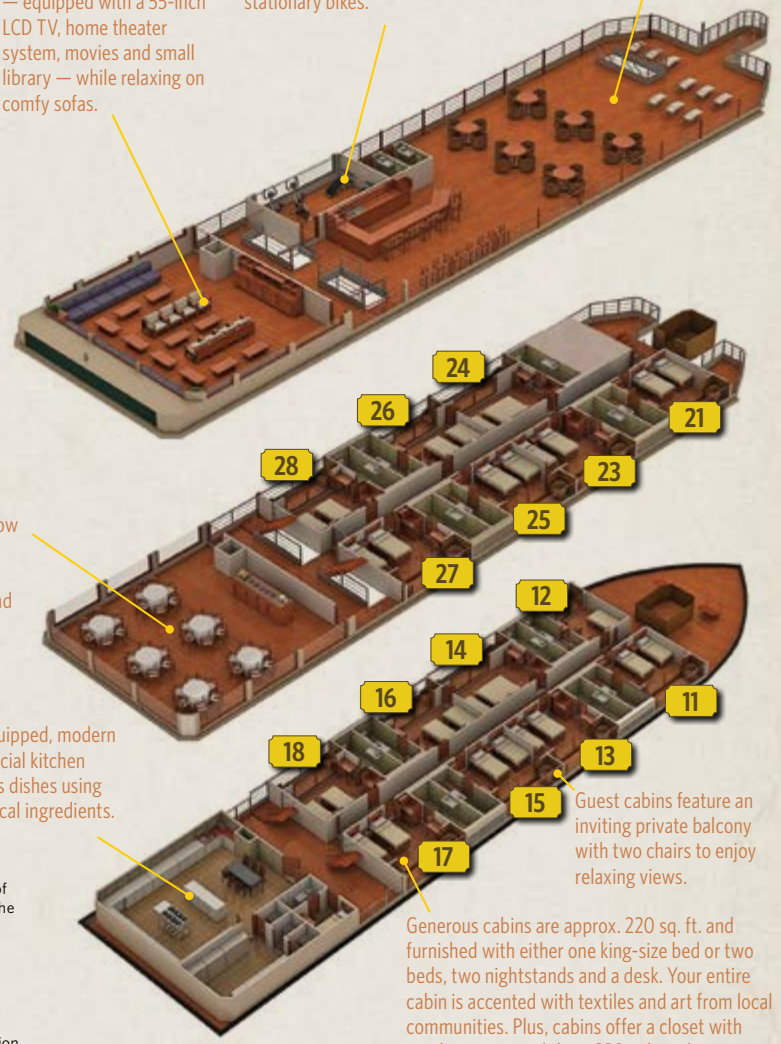 — equipped with a 55-inch
LCD TV, home theater
system, movies and small
library — while relaxing on
comfy sofas.
stationary bikes.
24
26
21
28
23
25
27
12
14
16
11
18
13
15
17
Guest cabins feature an
inviting private balcony
with two chairs to enjoy
relaxing views.
Generous cabins are approx. 220 sq. ft. and
furnished with either one king-size bed or two
beds, two nightstands and a desk. Your entire
cabin is accented with textiles and art from local
communities. Plus, cabins offer a closet with
ow
nd
uipped, modern
cial kitchen
s dishes using
cal ingredients.
of
he